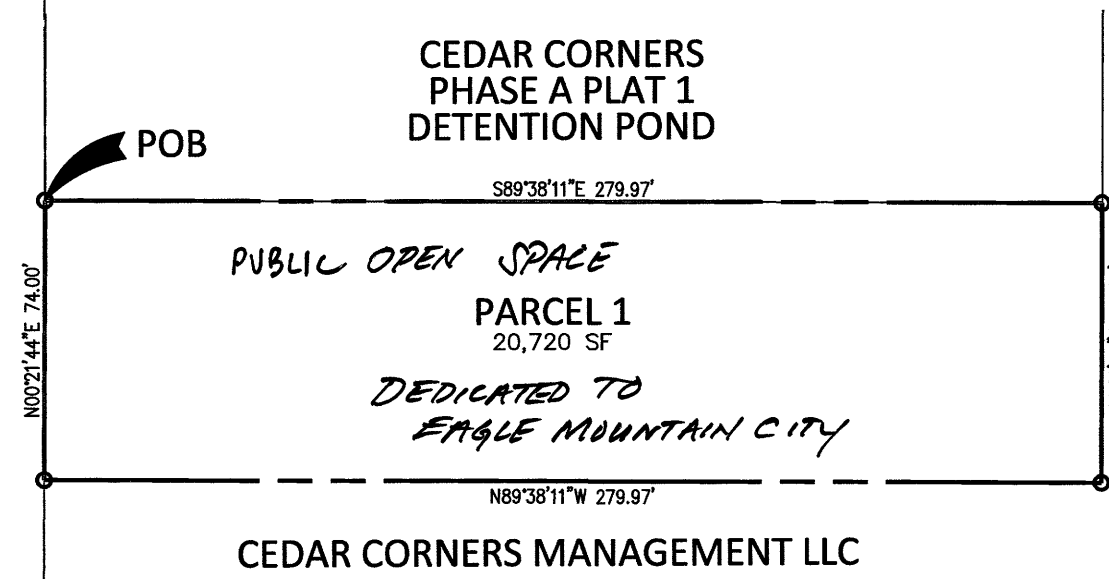 CEDAR CORNERS
PHASE A PLAT 1
DETENTION POND
POB
S89°38'11"E 279.97'
PUBLIC OPEN SPACE
N00°21'44"E 74.00'
PARCEL 1
20,720 SF
DEDICATED TO
EAGLE MOUNTAIN CITY
N89°38'11"W 279.97'
CEDAR CORNERS MANAGEMENT LLC